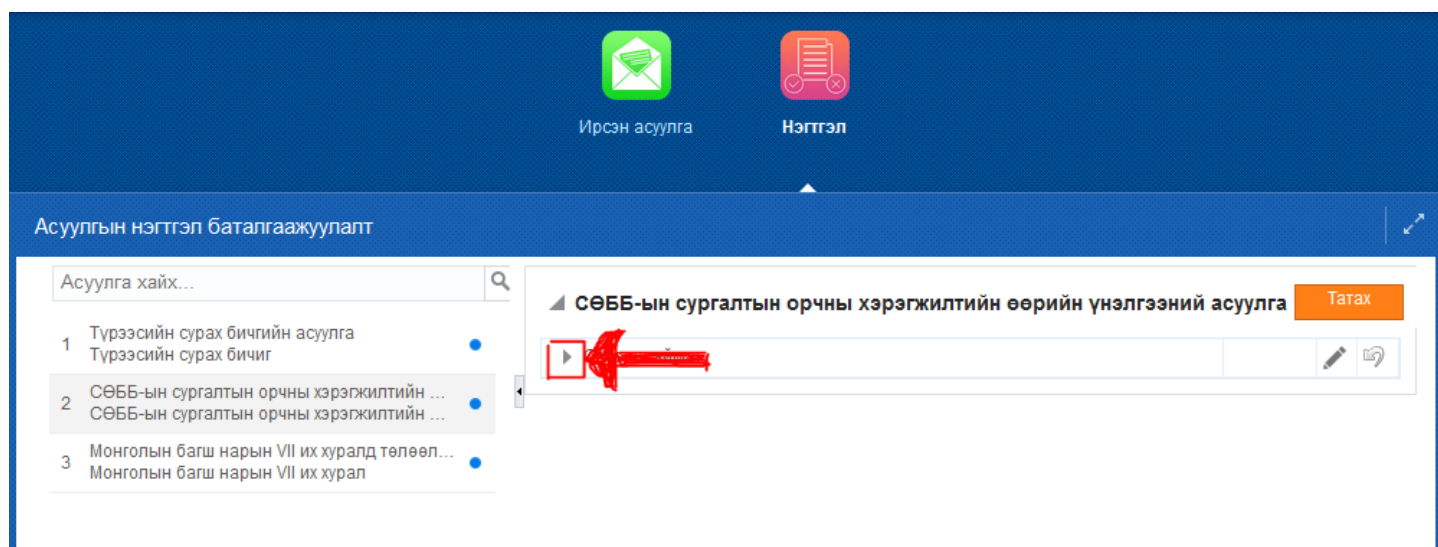 Ирсэн асуулга
Нэгтгэл
Асуулгын нэгтгэл баталгаажуулалт
Асуулга хайх...
1
Түрээсийн сурах бичгийн асуулга
Түрээсийн сурах бичиг
2
СӨББ-ын сургалтын орчны хэрэгжилтийн ...
СӨББ-ын сургалтын орчны хэрэгжилтийн ...
3
Монголын багш нарын VII их хуралд төлөөл...
Монголын багш нарын VII их хурал
СӨББ-ын сургалтын орчны хэрэгжилтийн өөрийн үнэлгээний асуулга
Татах